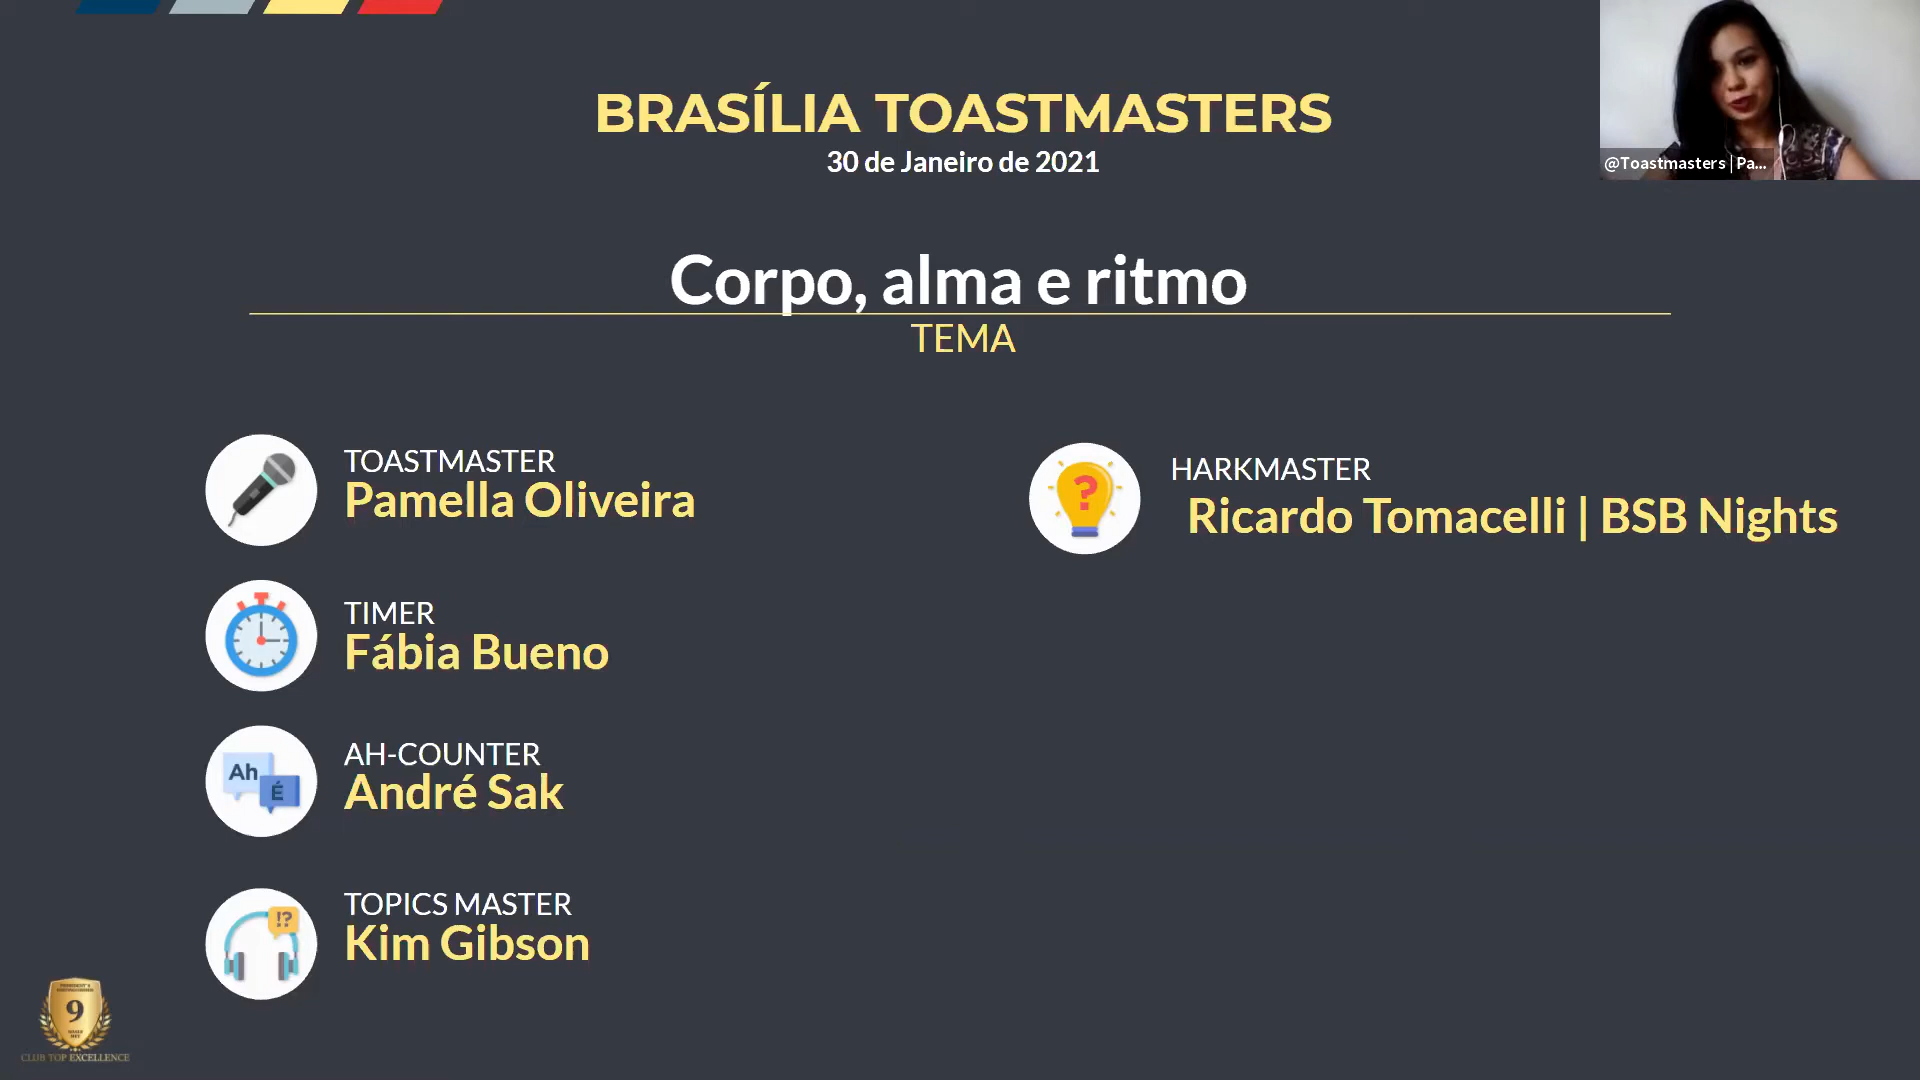 BRASÍLIA TOASTMASTERS
30 de Janeiro de 2021
@Toastmasters | Pa...
Corpo, alma e ritmo
TEMA
TOASTMASTER
Pamella Oliveira
HARKMASTER
Ricardo Tomacelli | BSB Nights
?
TIMER
Fábia Bueno
Ah
É
AH-COUNTER
André Sak
!?
TOPICS MASTER
Kim Gibson
9
CLUB TOP EXCELLENCE